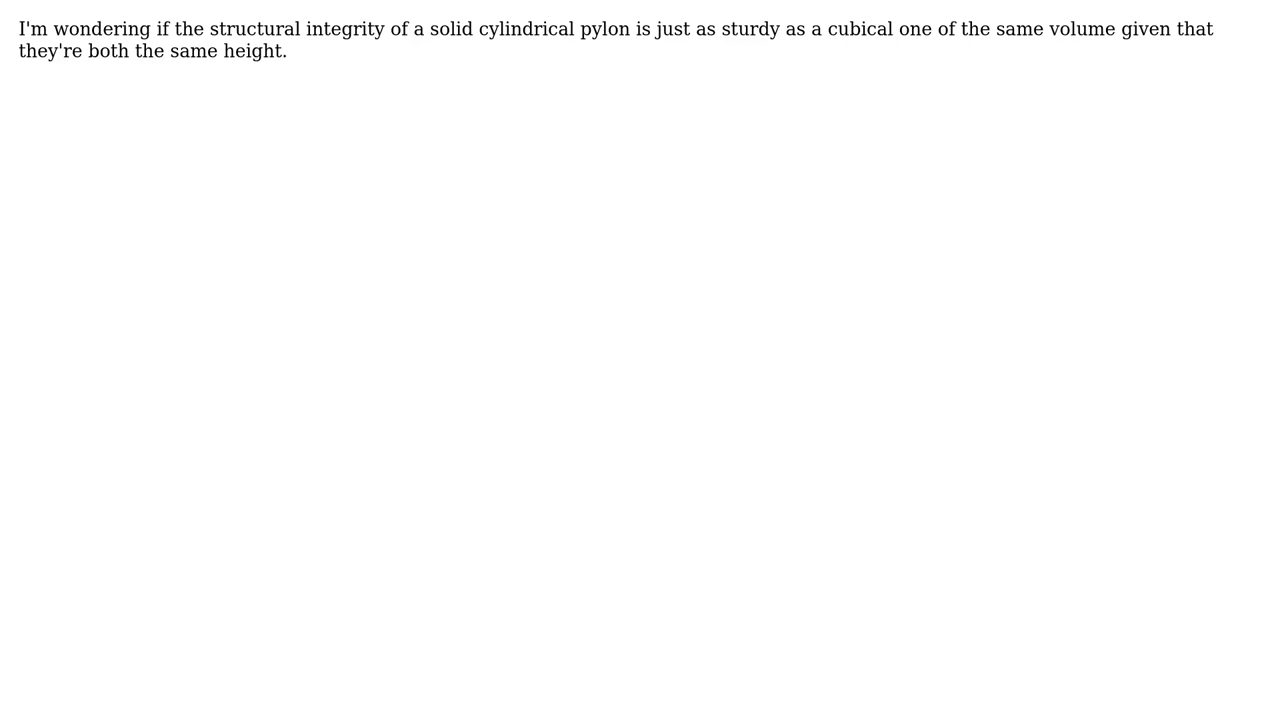 I'm wondering if the structural integrity of a solid cylindrical pylon is just as sturdy as a cubical one of the same volume given that
they're both the same height.